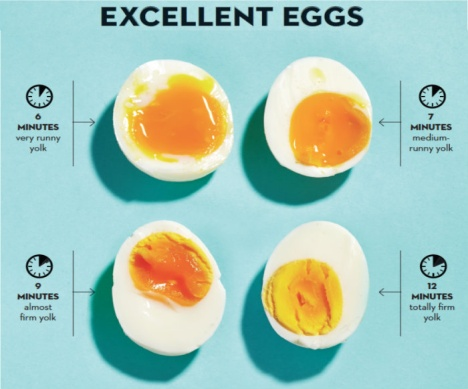 EXCELLENT EGGS
6
MINUTES
very runny
yolk
7
MINUTES
medium-
runny yolk
9
MINUTES
almost
firm yolk
12
MINUTES
totally firm
yolk